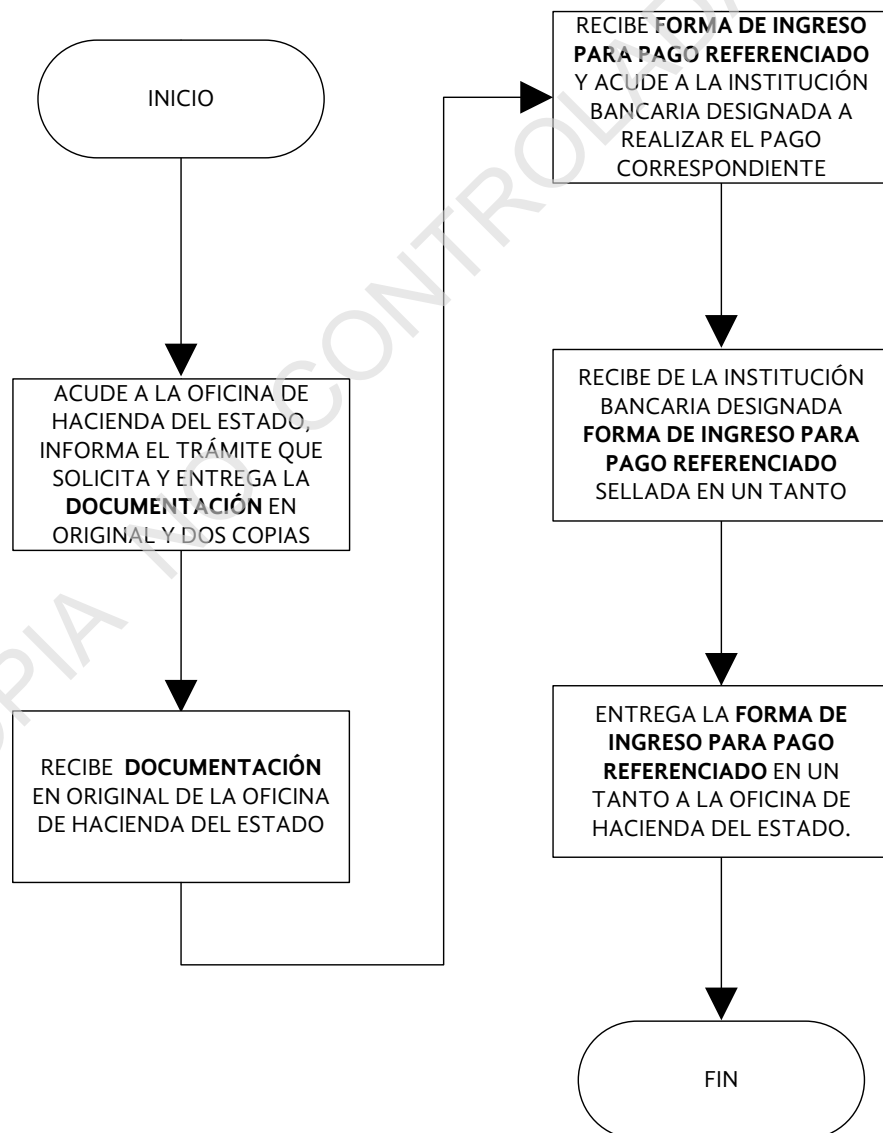 INICIO
ACUDE A LA OFICINA DE
HACIENDA DEL ESTADO,
INFORMA EL TRÁMITE QUE
SOLICITA Y ENTREGA LA
DOCUMENTACIÓN EN
ORIGINAL Y DOS COPIAS
RECIBE DOCUMENTACIÓN
EN ORIGINAL DE LA OFICINA
DE HACIENDA DEL ESTADO
RECIBE FORMA DE INGRESO
PARA PAGO REFERENCIADO
Y ACUDE A LA INSTITUCIÓN
BANCARIA DESIGNADA A
REALIZAR EL PAGO
CORRESPONDIENTE
RECIBE DE LA INSTITUCIÓN
BANCARIA DESIGNADA
FORMA DE INGRESO PARA
PAGO REFERENCIADO
SELLADA EN UN TANTO
ENTREGA LA FORMA DE
INGRESO PARA PAGO
REFERENCIADO EN UN
TANTO A LA OFICINA DE
HACIENDA DEL ESTADO.
FIN
OPIA NO CONTROLADA